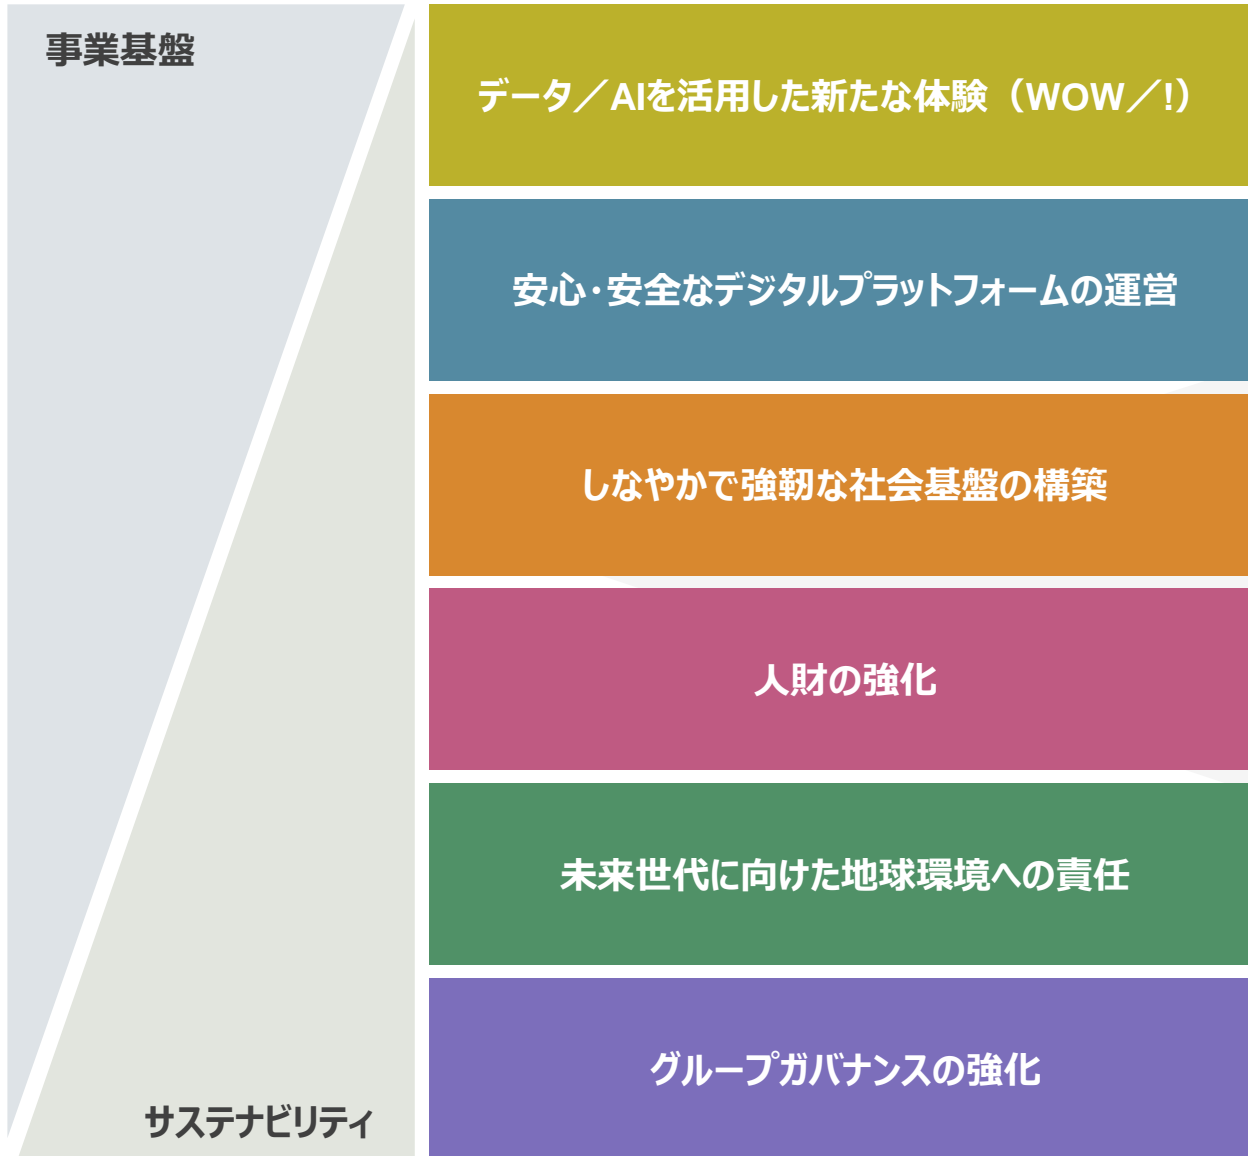 事業基盤
データ／AIを活用した新たな体験（WOW／!）
安心・安全なデジタルプラットフォームの運営
しなやかで強靭な社会基盤の構築
人財の強化
未来世代に向けた地球環境への責任
グループガバナンスの強化
サステナビリティ